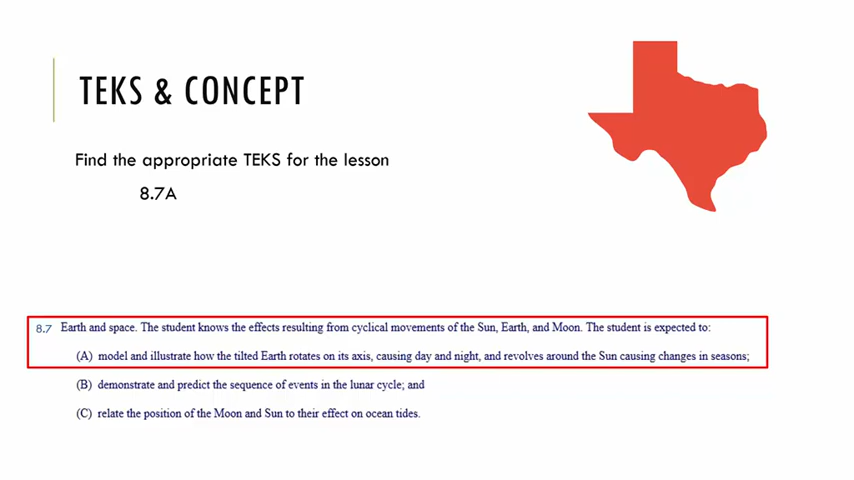 TEKS & CONCEPT
Find the appropriate TEKS for the lesson
8.7A
8.7 Earth and space. The student knows the effects resulting from cyclical movements of the Sun, Earth, and Moon. The student is expected to:
(A) model and illustrate how the tilted Earth rotates on its axis, causing day and night, and revolves around the Sun causing changes in seasons;
(B) demonstrate and predict the sequence of events in the lunar cycle; and
(C) relate the position of the Moon and Sun to their effect on ocean tides.